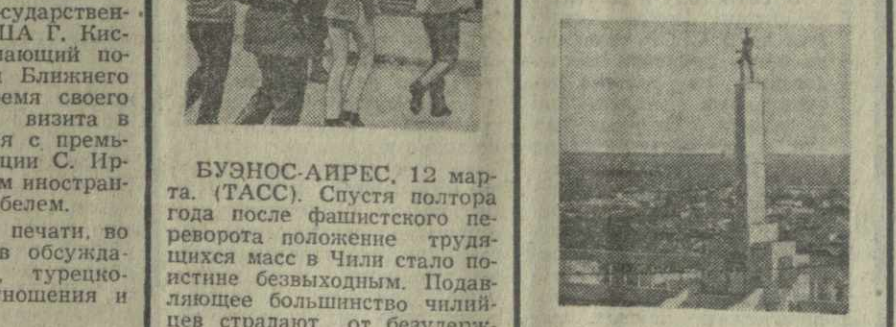 сударствен-
ША Г. Кис-
ающий по-
Ближнего
емя своего
визита в
я с премь-
ции С. Ир-
м иностран-
белем.
печати, во
в обсужда-
турецко-
ношения и
БУЭНОС-АЙРЕС. 12 мар-
та. (ТАСС). Спустя полтора
года после фашистского пе-
реворота положение трудя-
щихся масс в Чили стало по-
истине безвыходным. Подав-
ляющее большинство чилий-
цев страдают от безудерж-